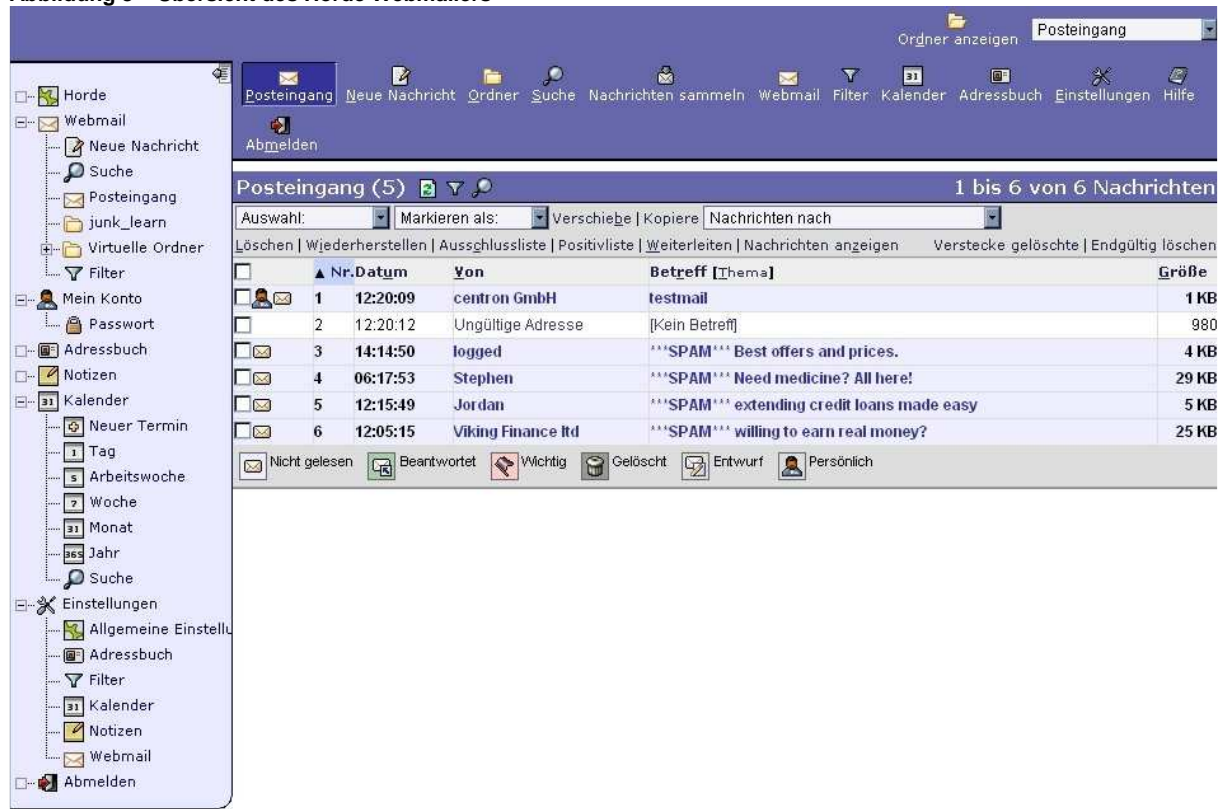 Abbildung 3 - Übersicht des Horde Webmailers
Ordner anzeigen Posteingang
Posteingang Neue Nachricht Ordner Suche Nachrichten sammeln Webmail Filter Kalender Adressbuch Einstellungen Hilfe
Abmelden
Horde
Webmail
Neue Nachricht
Suche
Posteingang
junk_learn
Virtuelle Ordner
Filter
Mein Konto
Passwort
Adressbuch
Notizen
Kalender
Neuer Termin
Tag
Arbeitswoche
Woche
Monat
Jahr
Suche
Einstellungen
Allgemeine Einstellu
Adressbuch
Filter
Kalender
Notizen
Webmail
Abmelden
Posteingang (5) 1 bis 6 von 6 Nachrichten
Auswahl: Markieren als: Verschiebe | Kopiere Nachrichten nach
Löschen | Wiederherstellen | Ausschlussliste | Positivliste | Weiterleiten | Nachrichten anzeigen Verstecke gelöschte | Endgültig löschen
Nr. Datum Von Betreff [Thema] Größe
1 12:20:09 centron GmbH testmail 1 KB
2 12:20:12 Ungültige Adresse [Kein Betreff] 980
3 14:14:50 logged ***SPAM*** Best offers and prices. 4 KB
4 06:17:53 Stephen ***SPAM*** Need medicine? All here! 29 KB
5 12:15:49 Jordan ***SPAM*** extending credit loans made easy 5 KB
6 12:05:15 Viking Finance ltd ***SPAM*** willing to earn real money? 25 KB
Nicht gelesen Beantwortet Wichtig Gelöscht Entwurf Persönlich